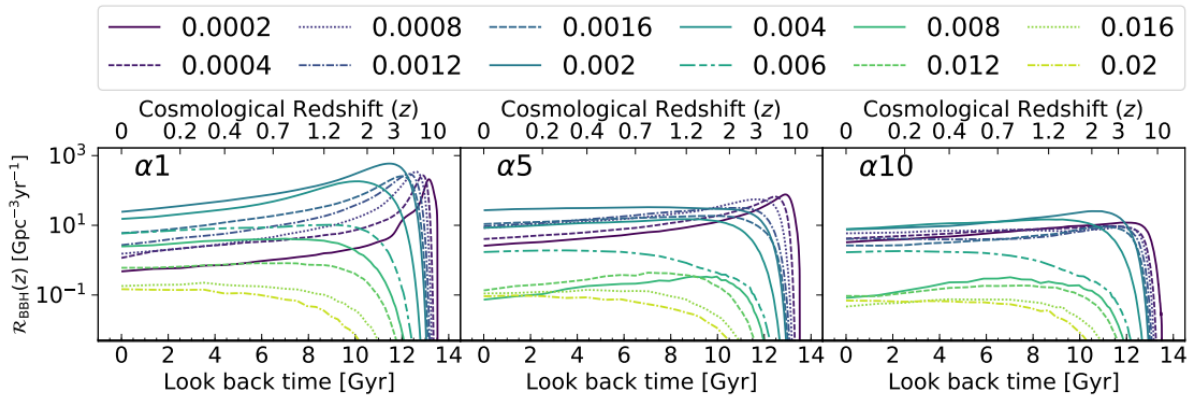 0.0002 0.0008 0.0016 0.004 0.008 0.016
0.0004 0.0012 0.002 0.006 0.012 0.02
Cosmological Redshift (z) Cosmological Redshift (z) Cosmological Redshift (z)
0 0.2 0.4 0.7 1.2 2 3 10 0 0.2 0.4 0.7 1.2 2 3 10 0 0.2 0.4 0.7 1.2 2 3 10
α1 α5 α10
10³
10¹
10⁻¹
ℛ_BBH(z) [Gpc⁻³yr⁻¹]
0 2 4 6 8 10 12 14 0 2 4 6 8 10 12 14 0 2 4 6 8 10 12 14
Look back time [Gyr] Look back time [Gyr] Look back time [Gyr]